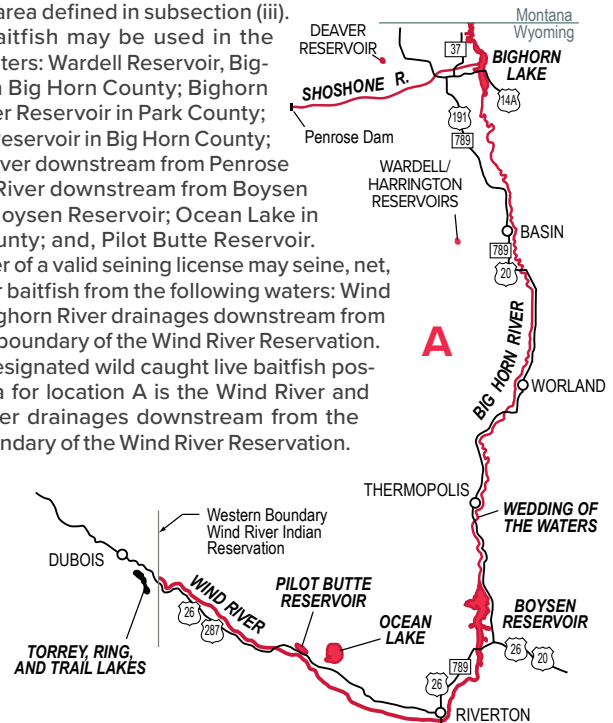 area defined in subsection (iii).
aitfish may be used in the
ters: Wardell Reservoir, Big-
n Big Horn County; Bighorn
er Reservoir in Park County;
Reservoir in Big Horn County;
ver downstream from Penrose
River downstream from Boysen
oysen Reservoir; Ocean Lake in
unty; and, Pilot Butte Reservoir.
er of a valid seining license may seine, net,
r baitfish from the following waters: Wind
ghorn River drainages downstream from
boundary of the Wind River Reservation.
esignated wild caught live baitfish pos-
a for location A is the Wind River and
er drainages downstream from the
ndary of the Wind River Reservation.
Montana
Wyoming
DEAVER
RESERVOIR
37
BIGHORN
LAKE
SHOSHONE R.
14A
Penrose Dam
191
789
WARDELL/
HARRINGTON
RESERVOIRS
BASIN
789
20
A
BIG HORN RIVER
WORLAND
THERMOPOLIS
WEDDING OF
THE WATERS
Western Boundary
Wind River Indian
Reservation
DUBOIS
WIND RIVER
PILOT BUTTE
RESERVOIR
26
287
OCEAN
LAKE
BOYSEN
RESERVOIR
TORREY, RING,
AND TRAIL LAKES
789
26
20
26
RIVERTON